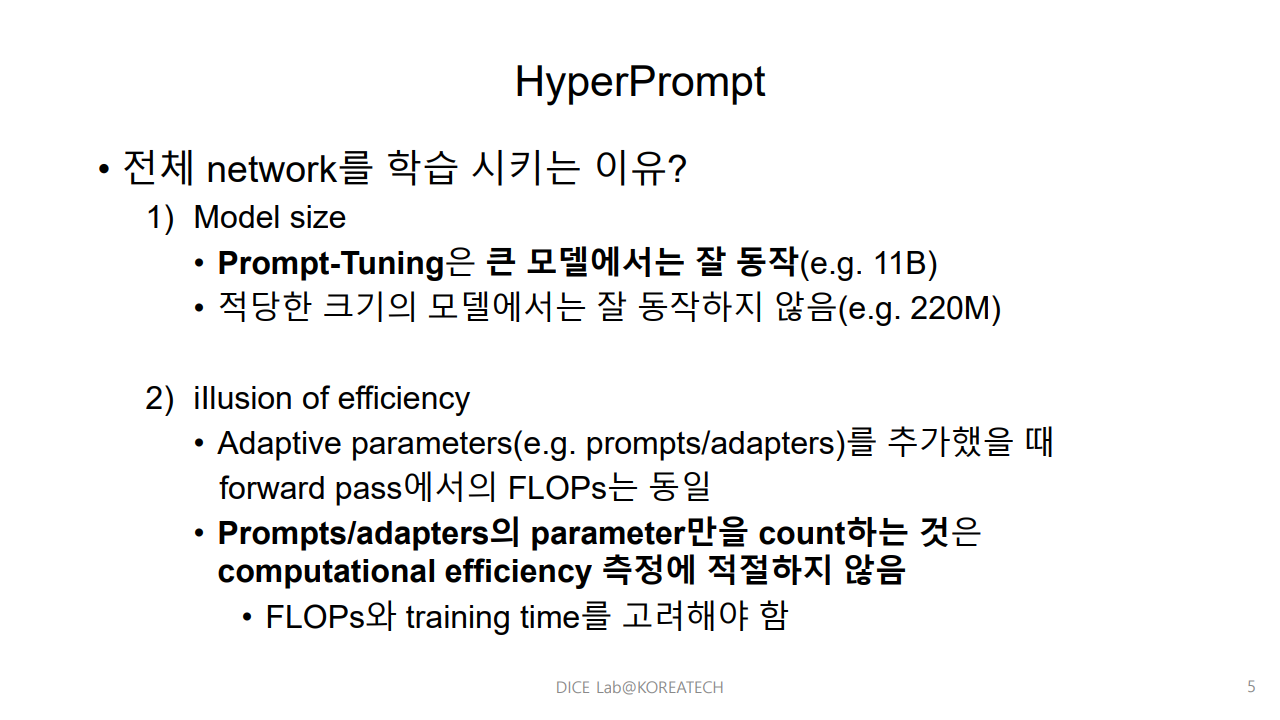 HyperPrompt
• 전체 network를 학습 시키는 이유?
1) Model size
• Prompt-Tuning은 큰 모델에서는 잘 동작(e.g. 11B)
• 적당한 크기의 모델에서는 잘 동작하지 않음(e.g. 220M)
2) iIlusion of efficiency
• Adaptive parameters(e.g. prompts/adapters)를 추가했을 때
forward pass에서의 FLOPs는 동일
• Prompts/adapters의 parameter만을 count하는 것은
computational efficiency 측정에 적절하지 않음
• FLOPs와 training time를 고려해야 함
DICE Lab@KOREATECH
5